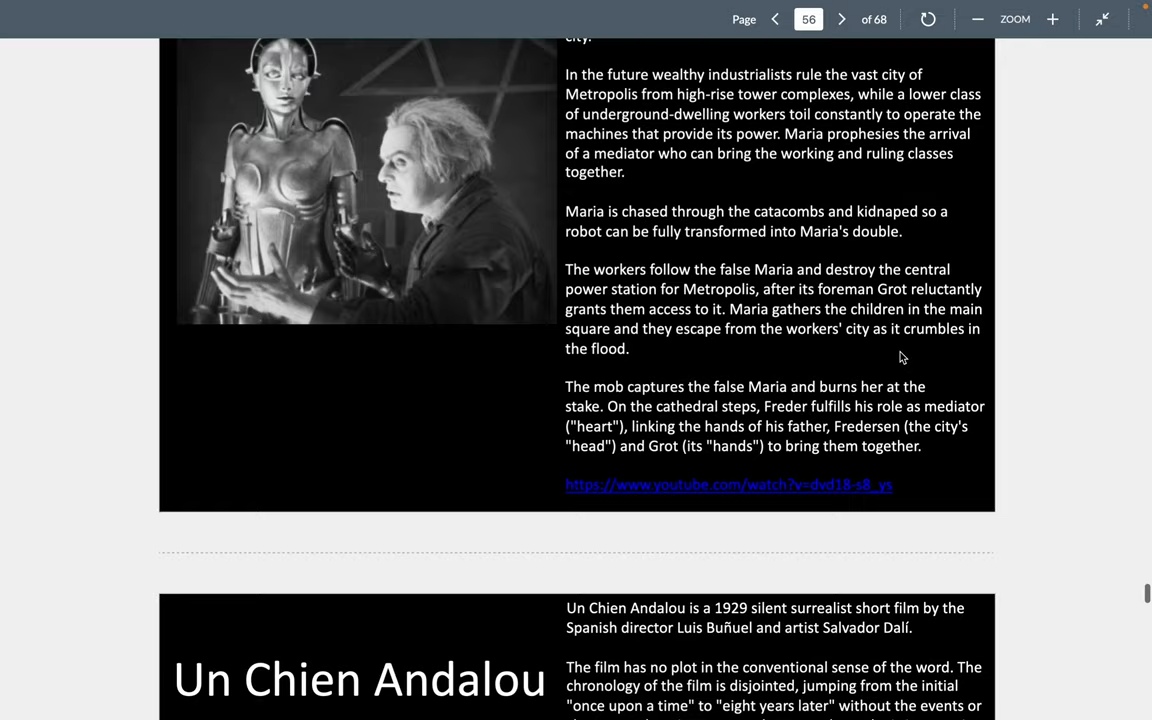 Page 56 of 68 ZOOM
city.
In the future wealthy industrialists rule the vast city of
Metropolis from high-rise tower complexes, while a lower class
of underground-dwelling workers toil constantly to operate the
machines that provide its power. Maria prophesies the arrival
of a mediator who can bring the working and ruling classes
together.
Maria is chased through the catacombs and kidnaped so a
robot can be fully transformed into Maria's double.
The workers follow the false Maria and destroy the central
power station for Metropolis, after its foreman Grot reluctantly
grants them access to it. Maria gathers the children in the main
square and they escape from the workers' city as it crumbles in
the flood.
The mob captures the false Maria and burns her at the
stake. On the cathedral steps, Freder fulfills his role as mediator
("heart"), linking the hands of his father, Fredersen (the city's
"head") and Grot (its "hands") to bring them together.
https://www.youtube.com/watch?v=dvd18-s8_ys
Un Chien Andalou
Un Chien Andalou is a 1929 silent surrealist short film by the
Spanish director Luis Buñuel and artist Salvador Dalí.
The film has no plot in the conventional sense of the word. The
chronology of the film is disjointed, jumping from the initial
"once upon a time" to "eight years later" without the events or